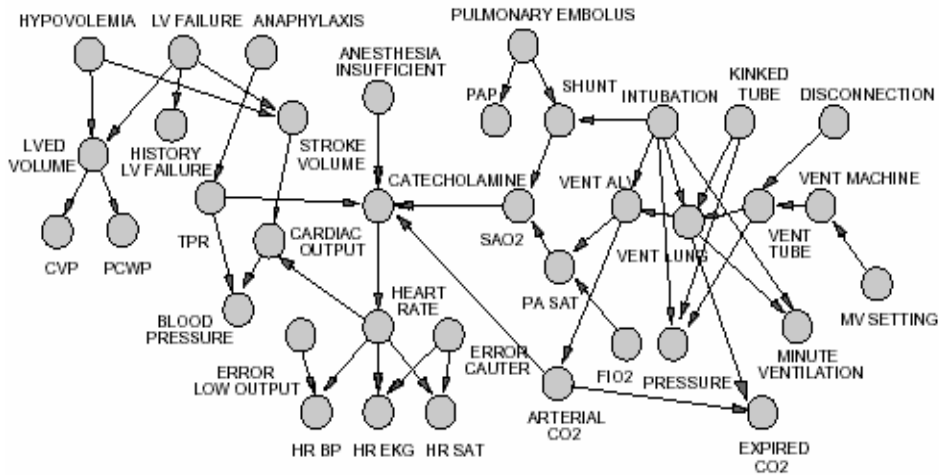 PULMONARY EMBOLUS
HYPOVOLEMIA
LV FAILURE
ANAPHYLAXIS
ANESTHESIA
INSUFFICIENT
PAP
SHUNT
INTUBATION
KINKED
TUBE
DISCONNECTION
LVED
VOLUME
HISTORY
LV FAILURE
STROKE
VOLUME
CATECHOLAMINE
VENT ALV
VENT MACHINE
TPR
CARDIAC
OUTPUT
SAO2
VENT LUNG
VENT
TUBE
CVP
PCWP
PA SAT
BLOOD
PRESSURE
HEART
RATE
MV SETTING
ERROR
LOW OUTPUT
ERROR
CAUTER
FIO2
PRESSURE
MINUTE
VENTILATION
HR BP
HR EKG
HR SAT
ARTERIAL
CO2
EXPIRED
CO2